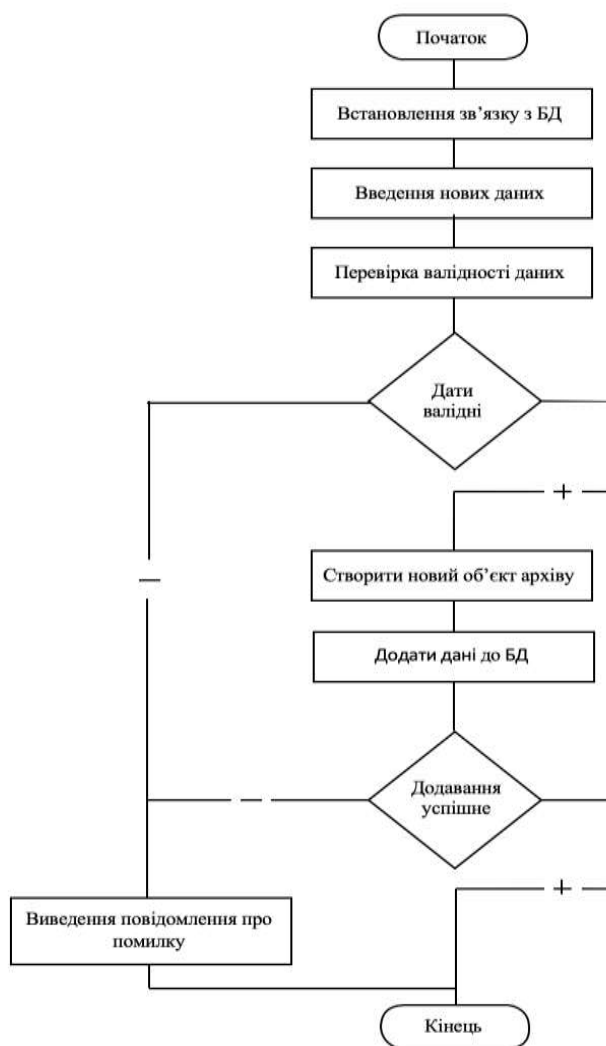 Початок
Встановлення зв’язку з БД
Введення нових даних
Перевірка валідності даних
Дати
валідні
+
—
Створити новий об’єкт архіву
Додати дані до БД
Додавання
успішне
—
+
Виведення повідомлення про
помилку
Кінець